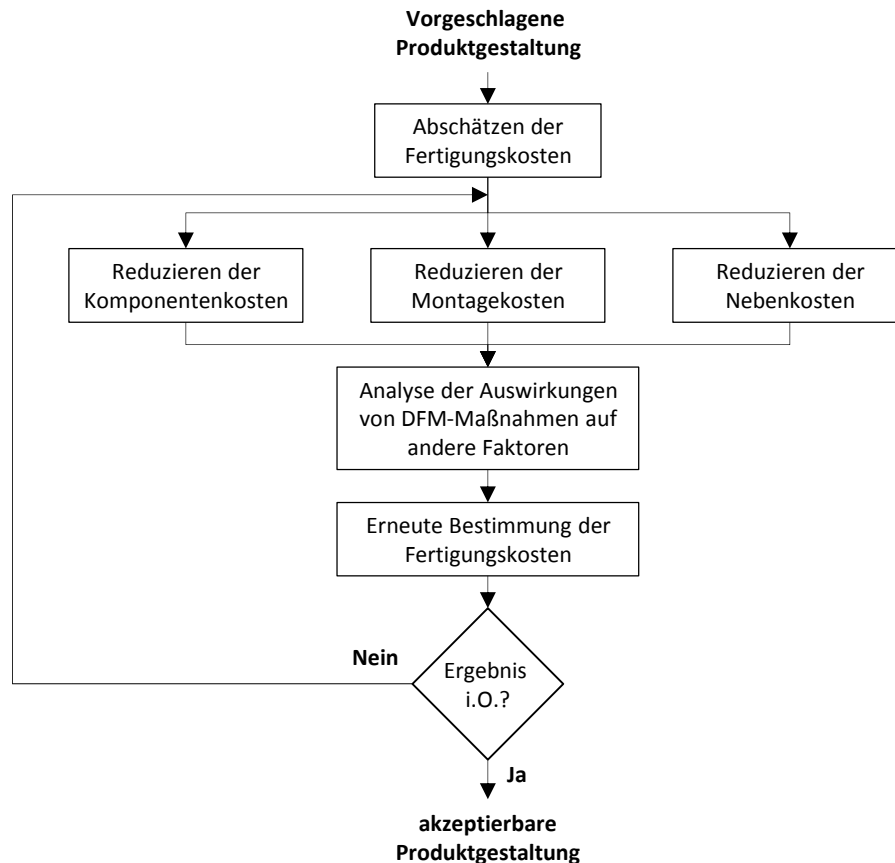 Vorgeschlagene
Produktgestaltung
Abschätzen der
Fertigungskosten
Reduzieren der
Komponentenkosten
Reduzieren der
Montagekosten
Reduzieren der
Nebenkosten
Analyse der Auswirkungen
von DFM-Maßnahmen auf
andere Faktoren
Erneute Bestimmung der
Fertigungskosten
Nein
Ergebnis
i.O.?
Ja
akzeptierbare
Produktgestaltung